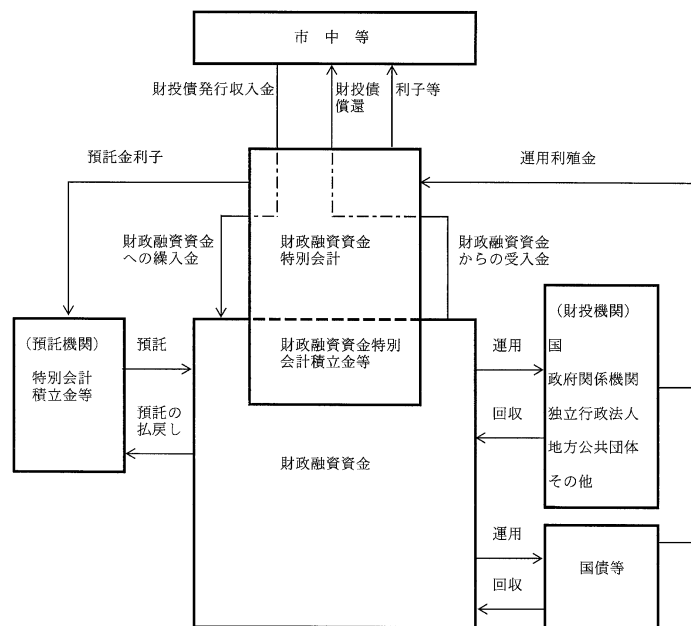 市中等
財投債発行収入金
財投債
償還
利子等
預託金利子
運用利殖金
財政融資資金
への繰入金
財政融資資金
特別会計
財政融資資金
からの受入金
（預託機関）
特別会計
積立金等
預託
預託の
払戻し
財政融資資金特別
会計積立金等
財政融資資金
運用
回収
（財投機関）
国
政府関係機関
独立行政法人
地方公共団体
その他
運用
回収
国債等